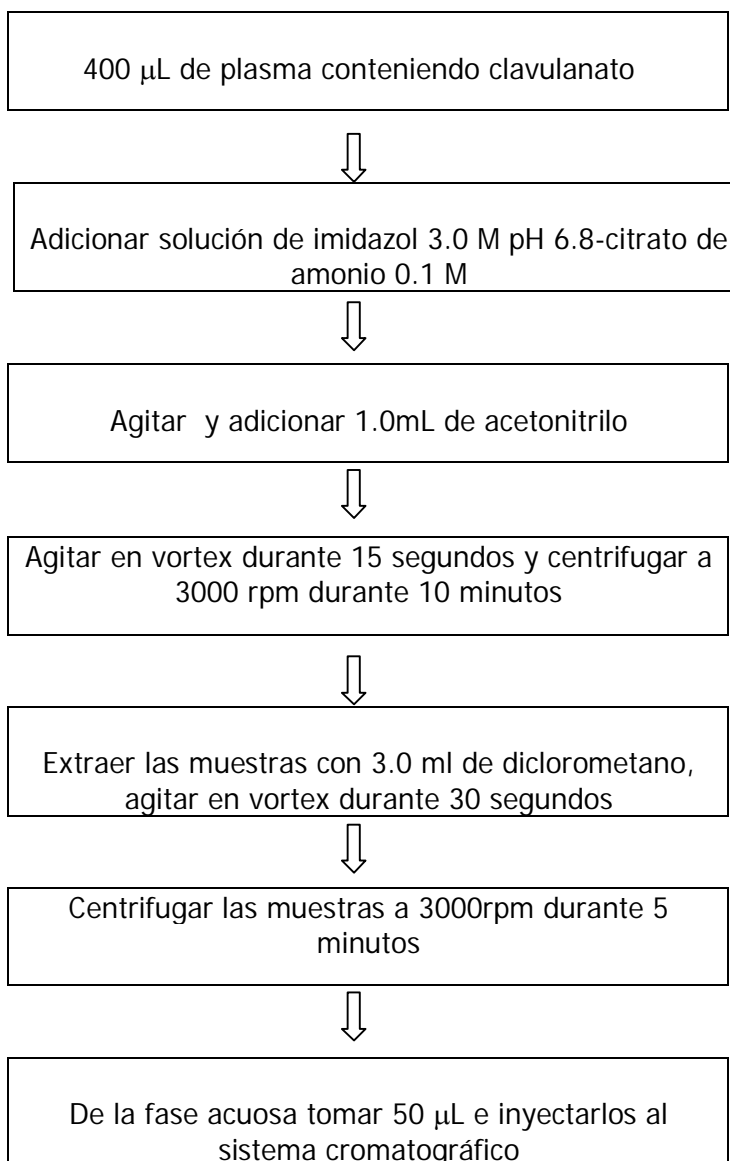 400 µL de plasma conteniendo clavulanato
Adicionar solución de imidazol 3.0 M pH 6.8-citrato de
amonio 0.1 M
Agitar y adicionar 1.0mL de acetonitrilo
Agitar en vortex durante 15 segundos y centrifugar a
3000 rpm durante 10 minutos
Extraer las muestras con 3.0 ml de diclorometano,
agitar en vortex durante 30 segundos
Centrifugar las muestras a 3000rpm durante 5
minutos
De la fase acuosa tomar 50 µL e inyectarlos al
sistema cromatográfico